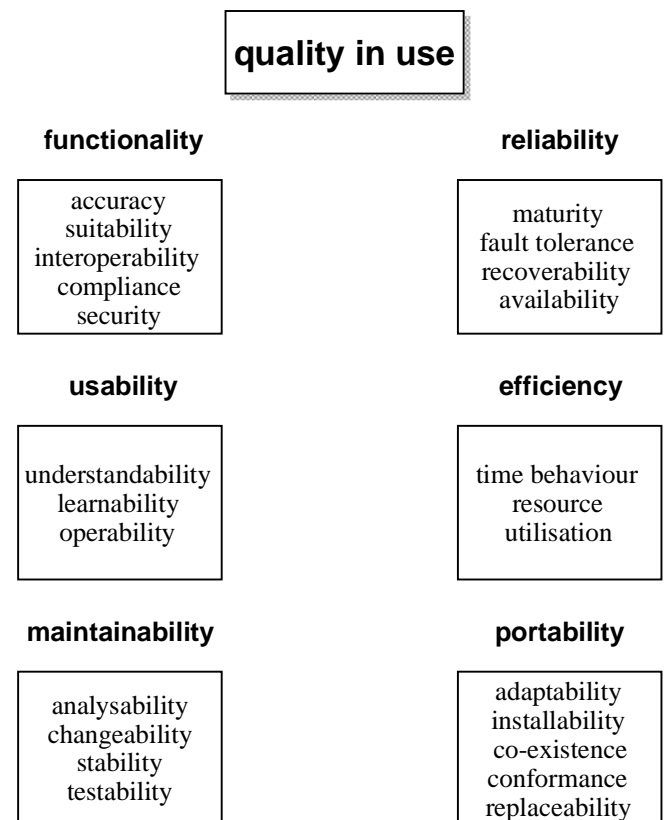 quality in use
functionality
accuracy
suitability
interoperability
compliance
security
reliability
maturity
fault tolerance
recoverability
availability
usability
understandability
learnability
operability
efficiency
time behaviour
resource
utilisation
maintainability
analysability
changeability
stability
testability
portability
adaptability
installability
co-existence
conformance
replaceability